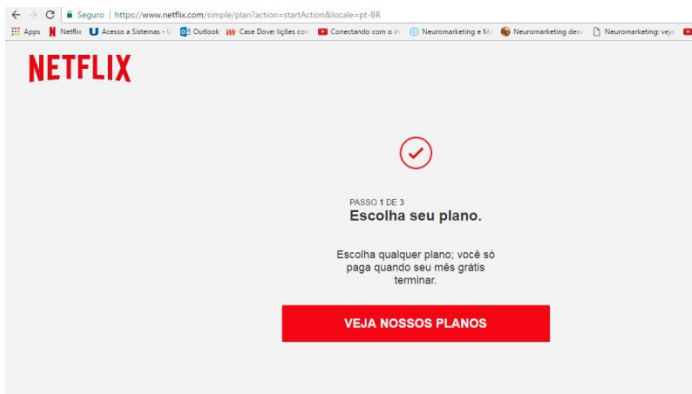 Seguro | https://www.netflix.com/simple/plan?action=startAction&locale=pt-BR
Apps Netflix Acesso a Sistemas - U Outlook Case Dove: lições com Conectando com o in Neuromarketing e Ma Neuromarketing des Neuromarketing: veja
NETFLIX
PASSO 1 DE 3
Escolha seu plano.
Escolha qualquer plano; você só
paga quando seu mês grátis
terminar.
VEJA NOSSOS PLANOS